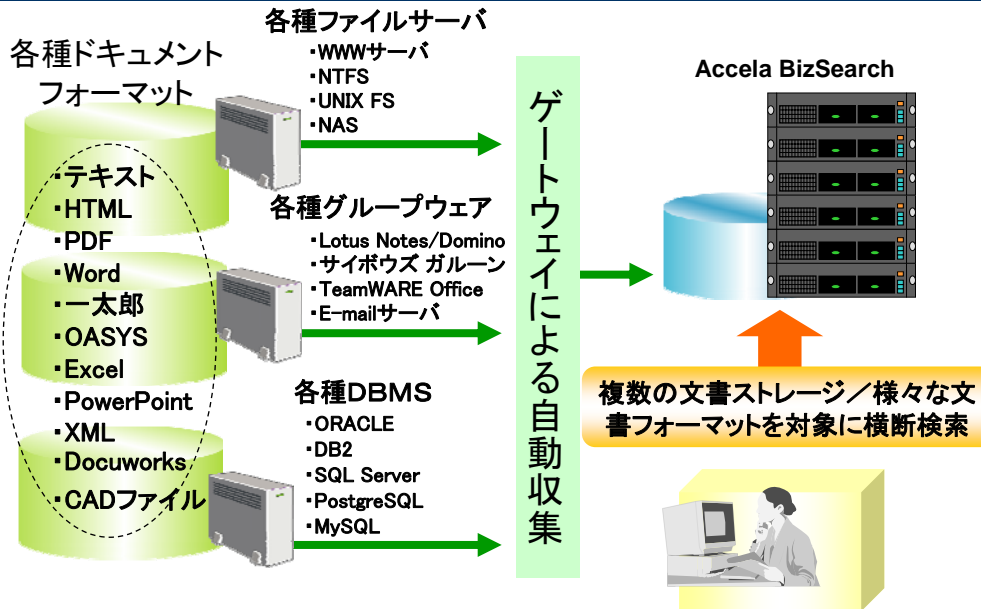 各種ドキュメント
フォーマット
・テキスト
・HTML
・PDF
・Word
・一太郎
・OASYS
・Excel
・PowerPoint
・XML
・Docuworks
・CADファイル
各種ファイルサーバ
・WWWサーバ
・NTFS
・UNIX FS
・NAS
各種グループウェア
・Lotus Notes/Domino
・サイボウズ ガルーン
・TeamWARE Office
・E-mailサーバ
各種DBMS
・ORACLE
・DB2
・SQL Server
・PostgreSQL
・MySQL
ゲートウェイによる自動収集
Accela BizSearch
複数の文書ストレージ／様々な文
書フォーマットを対象に横断検索